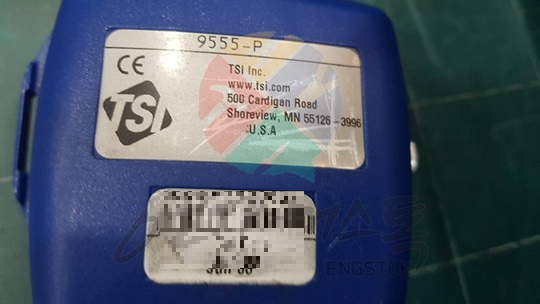 9555-P
CE
TSI
TSI Inc.
www.tsi.com
500 Cardigan Road
Shoreview, MN 55126-3996
U.S.A
ENGSTOK